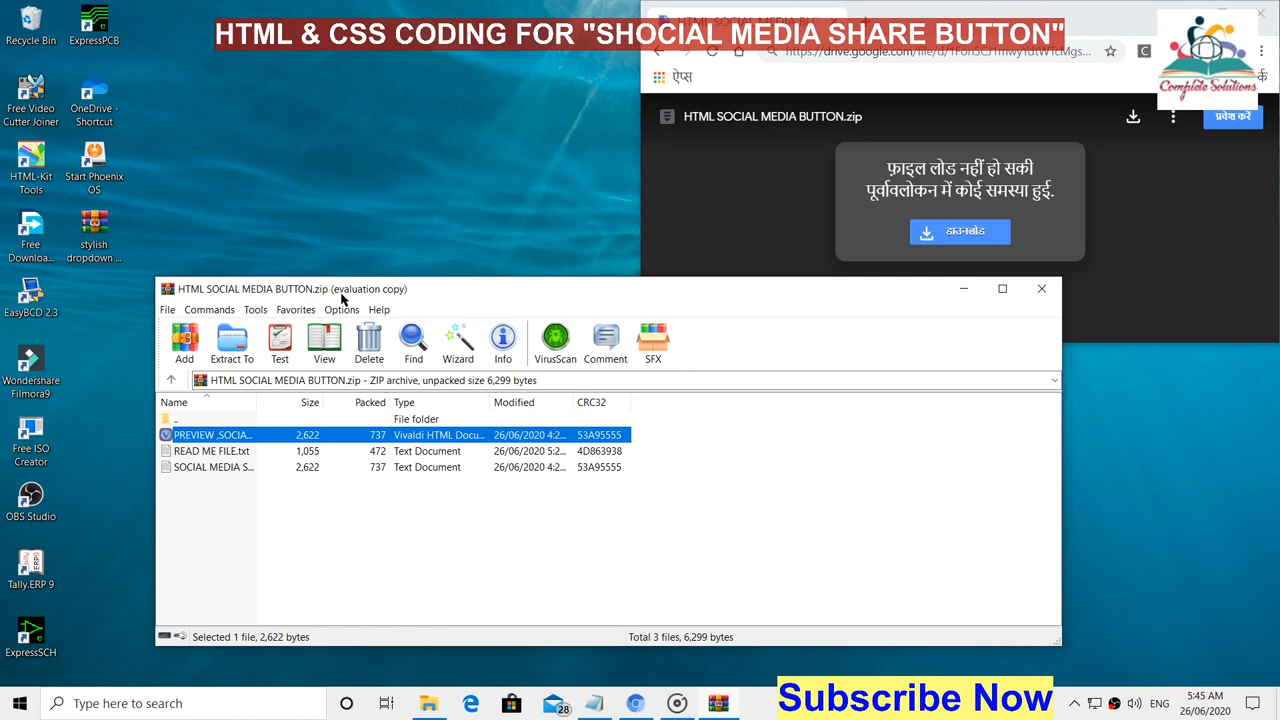 HTML & CSS CODING FOR "SHOCIAL MEDIA SHARE BUTTON"
Recycle Bin
ExpressPCB
Free Video
Cutter Joiner
OneDrive -
Shortcut
HTML-Kit
Tools
Start Phoenix
OS
Free
Downloa...
stylish
dropdown ...
EasyBCD 2.3
Wondershare
Filmora9
Free ISO
Creator
OBS Studio
Tally.ERP 9
ExpressSCH
ऐप्स
Complete Solutions
HTML SOCIAL MEDIA BUTTON.zip
प्रवेश करें
फ़ाइल लोड नहीं हो सकी
पूर्वावलोकन में कोई समस्या हुई.
डाउनलोड
HTML SOCIAL MEDIA BUTTON.zip (evaluation copy)
File Commands Tools Favorites Options Help
Add Extract To Test View Delete Find Wizard Info VirusScan Comment SFX
HTML SOCIAL MEDIA BUTTON.zip - ZIP archive, unpacked size 6,299 bytes
Name Size Packed Type Modified CRC32
.. File folder
PREVIEW ,SOCIA... 2,622 737 Vivaldi HTML Docu... 26/06/2020 4:2... 53A95555
READ ME FILE.txt 1,055 472 Text Document 26/06/2020 5:2... 4D863938
SOCIAL MEDIA S... 2,622 737 Text Document 26/06/2020 4:2... 53A95555
Selected 1 file, 2,622 bytes
Total 3 files, 6,299 bytes
Subscribe Now
Type here to search
28
ENG
5:45 AM
26/06/2020